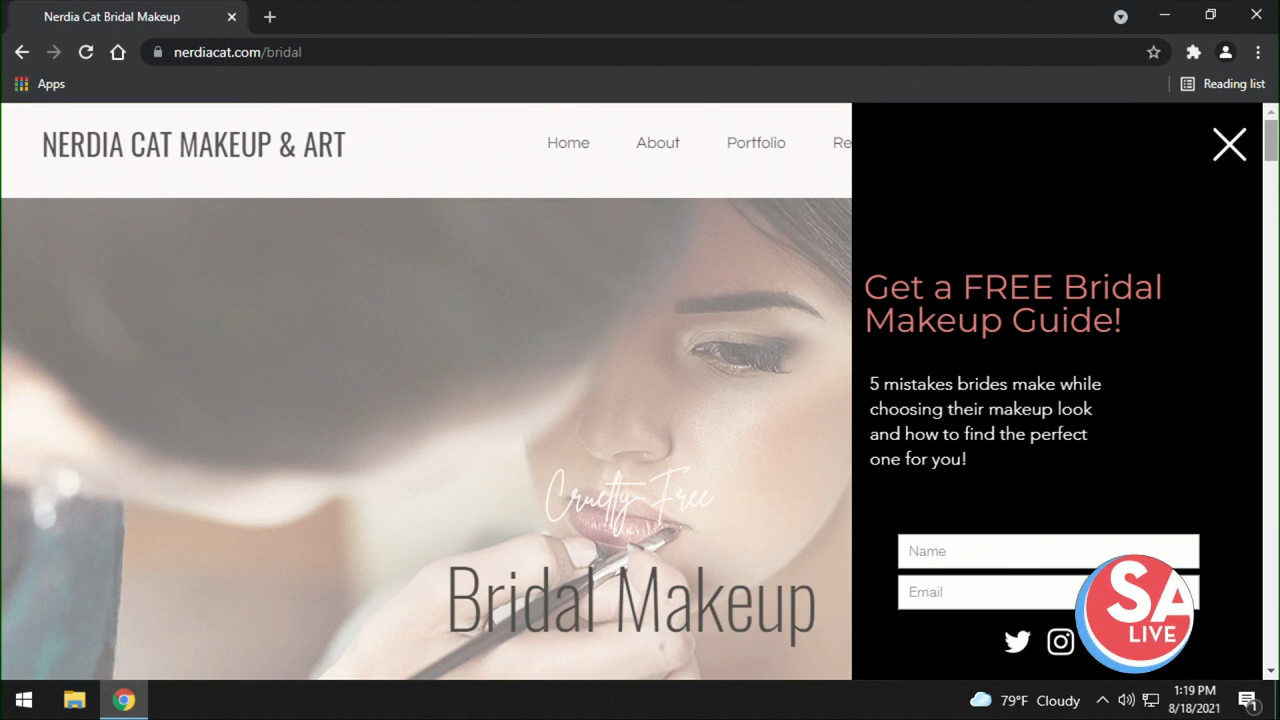 Nerdia Cat Bridal Makeup
nerdiacat.com/bridal
Apps
Reading list
NERDIA CAT MAKEUP & ART
Home About Portfolio Re
Get a FREE Bridal
Makeup Guide!
5 mistakes brides make while
choosing their makeup look
and how to find the perfect
one for you!
Cruelty Free
Bridal Makeup
Name
Email
SA
LIVE
79°F Cloudy
1:19 PM
8/18/2021
1